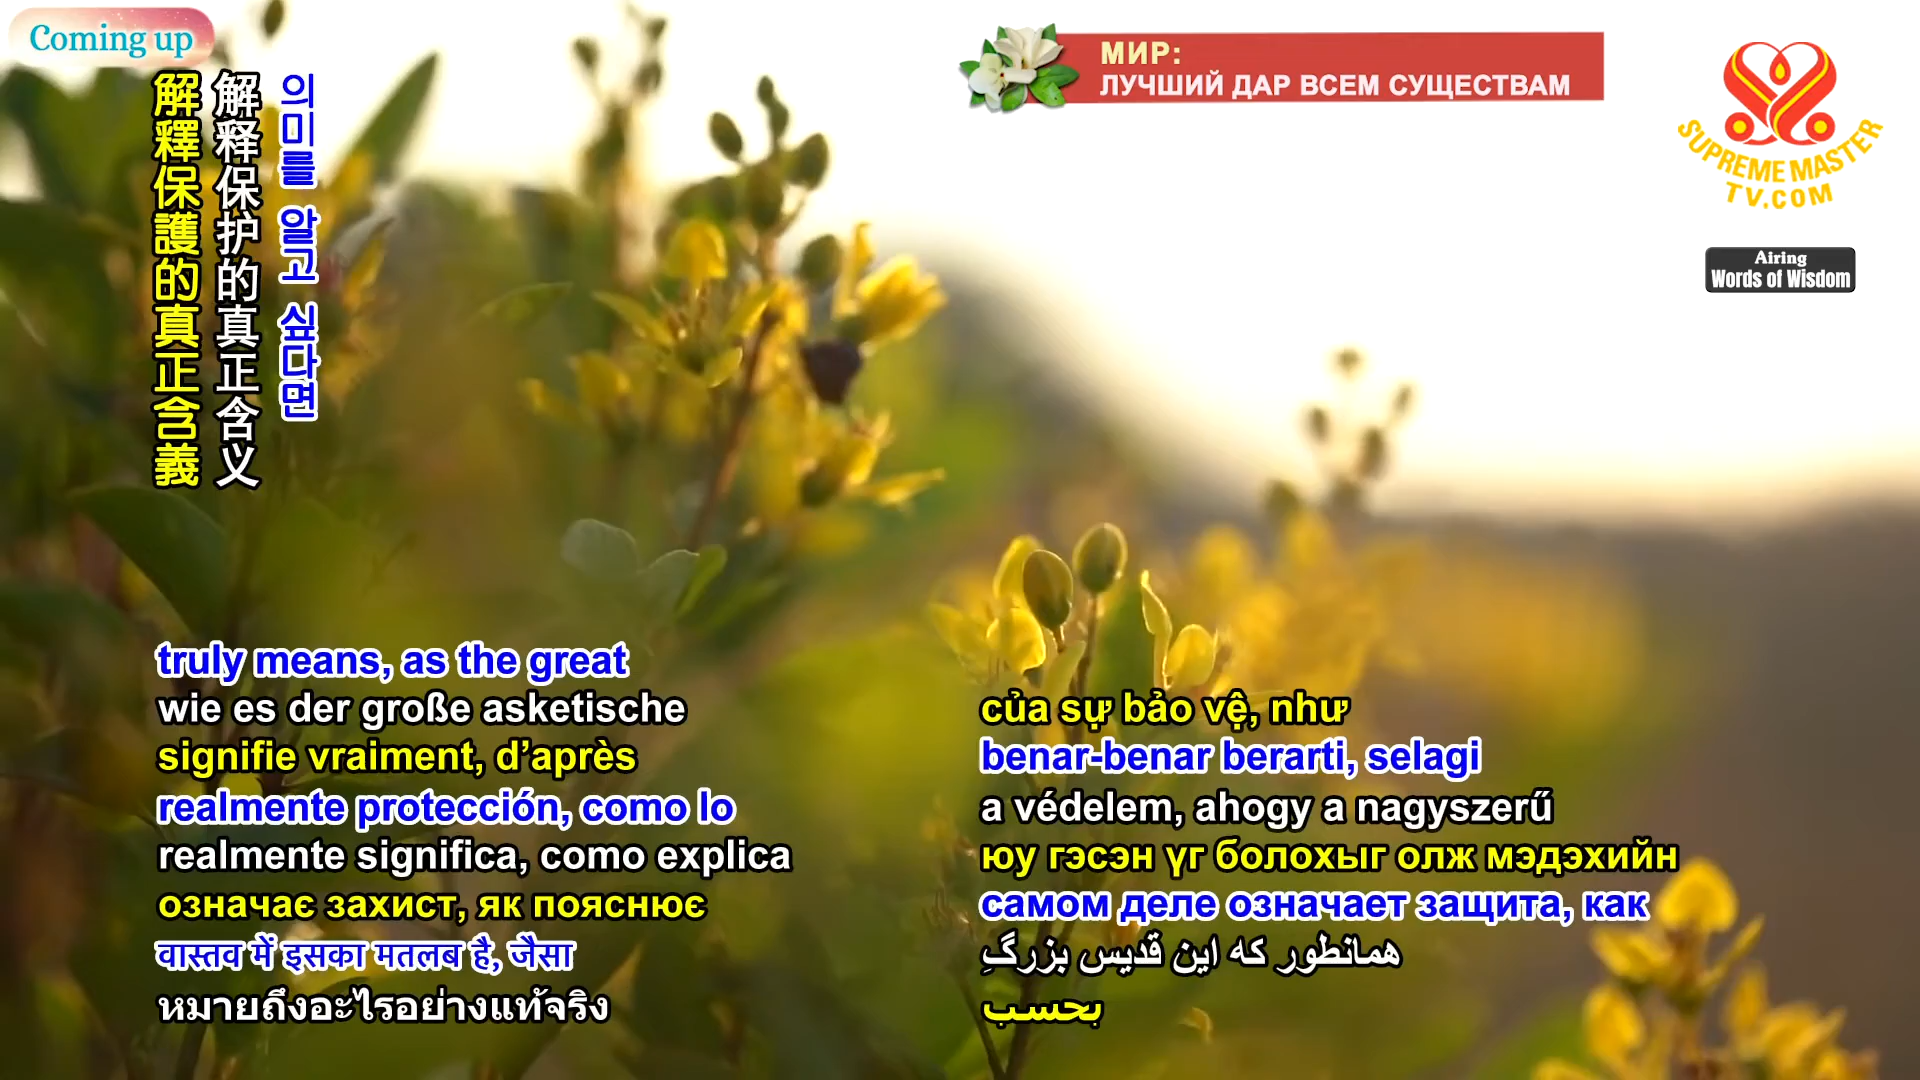 Coming up
解釋保護的真正含義
解释保护的真正含义
의미를 알고 싶다면
МИР:
ЛУЧШИЙ ДАР ВСЕМ СУЩЕСТВАМ
SUPREME MASTER
TV.COM
Airing
Words of Wisdom
truly means, as the great
wie es der große asketische
signifie vraiment, d’après
realmente protección, como lo
realmente significa, como explica
означає захист, як пояснює
वास्तव में इसका मतलब है, जैसा
หมายถึงอะไรอย่างแท้จริง
của sự bảo vệ, như
benar-benar berarti, selagi
a védelem, ahogy a nagyszerű
юу гэсэн үг болохыг олж мэдэхийн
самом деле означает защита, как
همانطور که این قدیس بزرگِ
بحسب